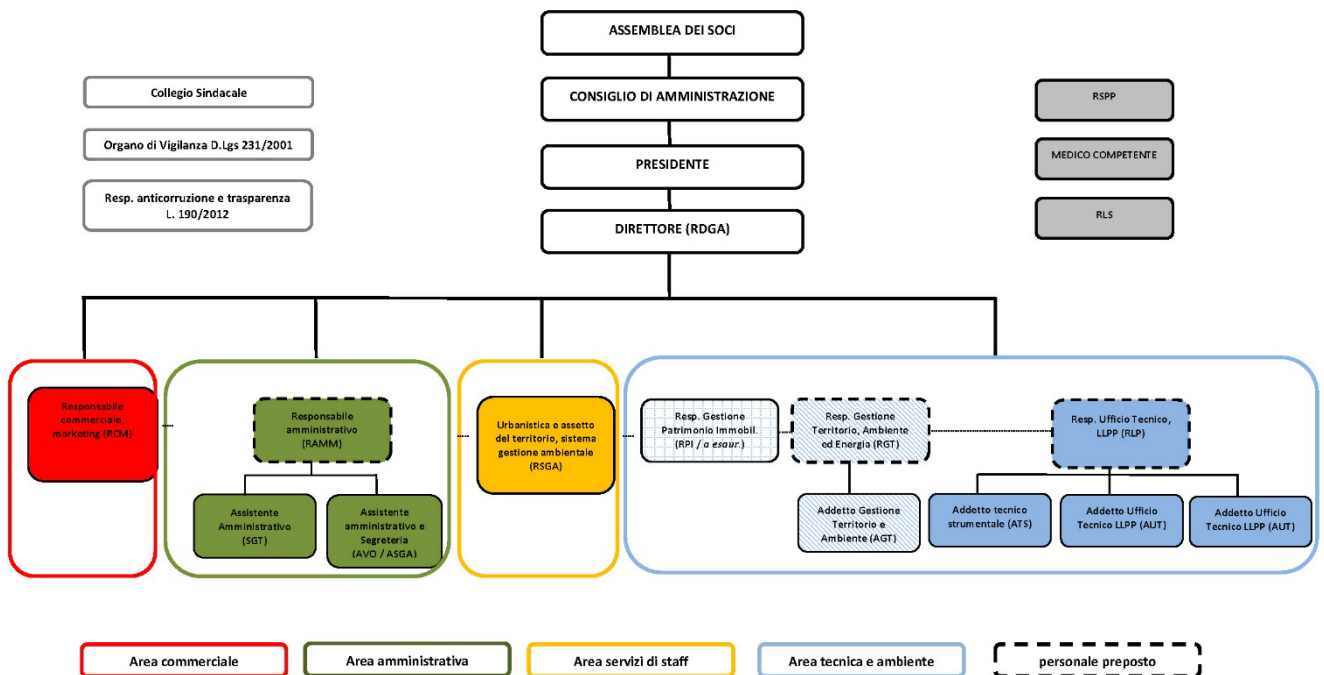 ASSEMBLEA DEI SOCI
CONSIGLIO DI AMMINISTRAZIONE
PRESIDENTE
DIRETTORE (RDGA)
Collegio Sindacale
Organo di Vigilanza D.Lgs 231/2001
Resp. anticorruzione e trasparenza
L. 190/2012
RSPP
MEDICO COMPETENTE
RLS
Responsabile
commerciale,
marketing (RCM)
Responsabile
amministrativo
(RAMM)
Assistente
Amministrativo
(SGT)
Assistente
amministrativo e
Segreteria
(AVO / ASGA)
Urbanistica e assetto
del territorio, sistema
gestione ambientale
(RSGA)
Resp. Gestione
Patrimonio Immobil.
(RPI / a esaur.)
Resp. Gestione
Territorio, Ambiente
ed Energia (RGT)
Resp. Ufficio Tecnico,
LLPP (RLP)
Addetto Gestione
Territorio e
Ambiente (AGT)
Addetto tecnico
strumentale (ATS)
Addetto Ufficio
Tecnico LLPP (AUT)
Addetto Ufficio
Tecnico LLPP (AUT)
Area commerciale
Area amministrativa
Area servizi di staff
Area tecnica e ambiente
personale preposto